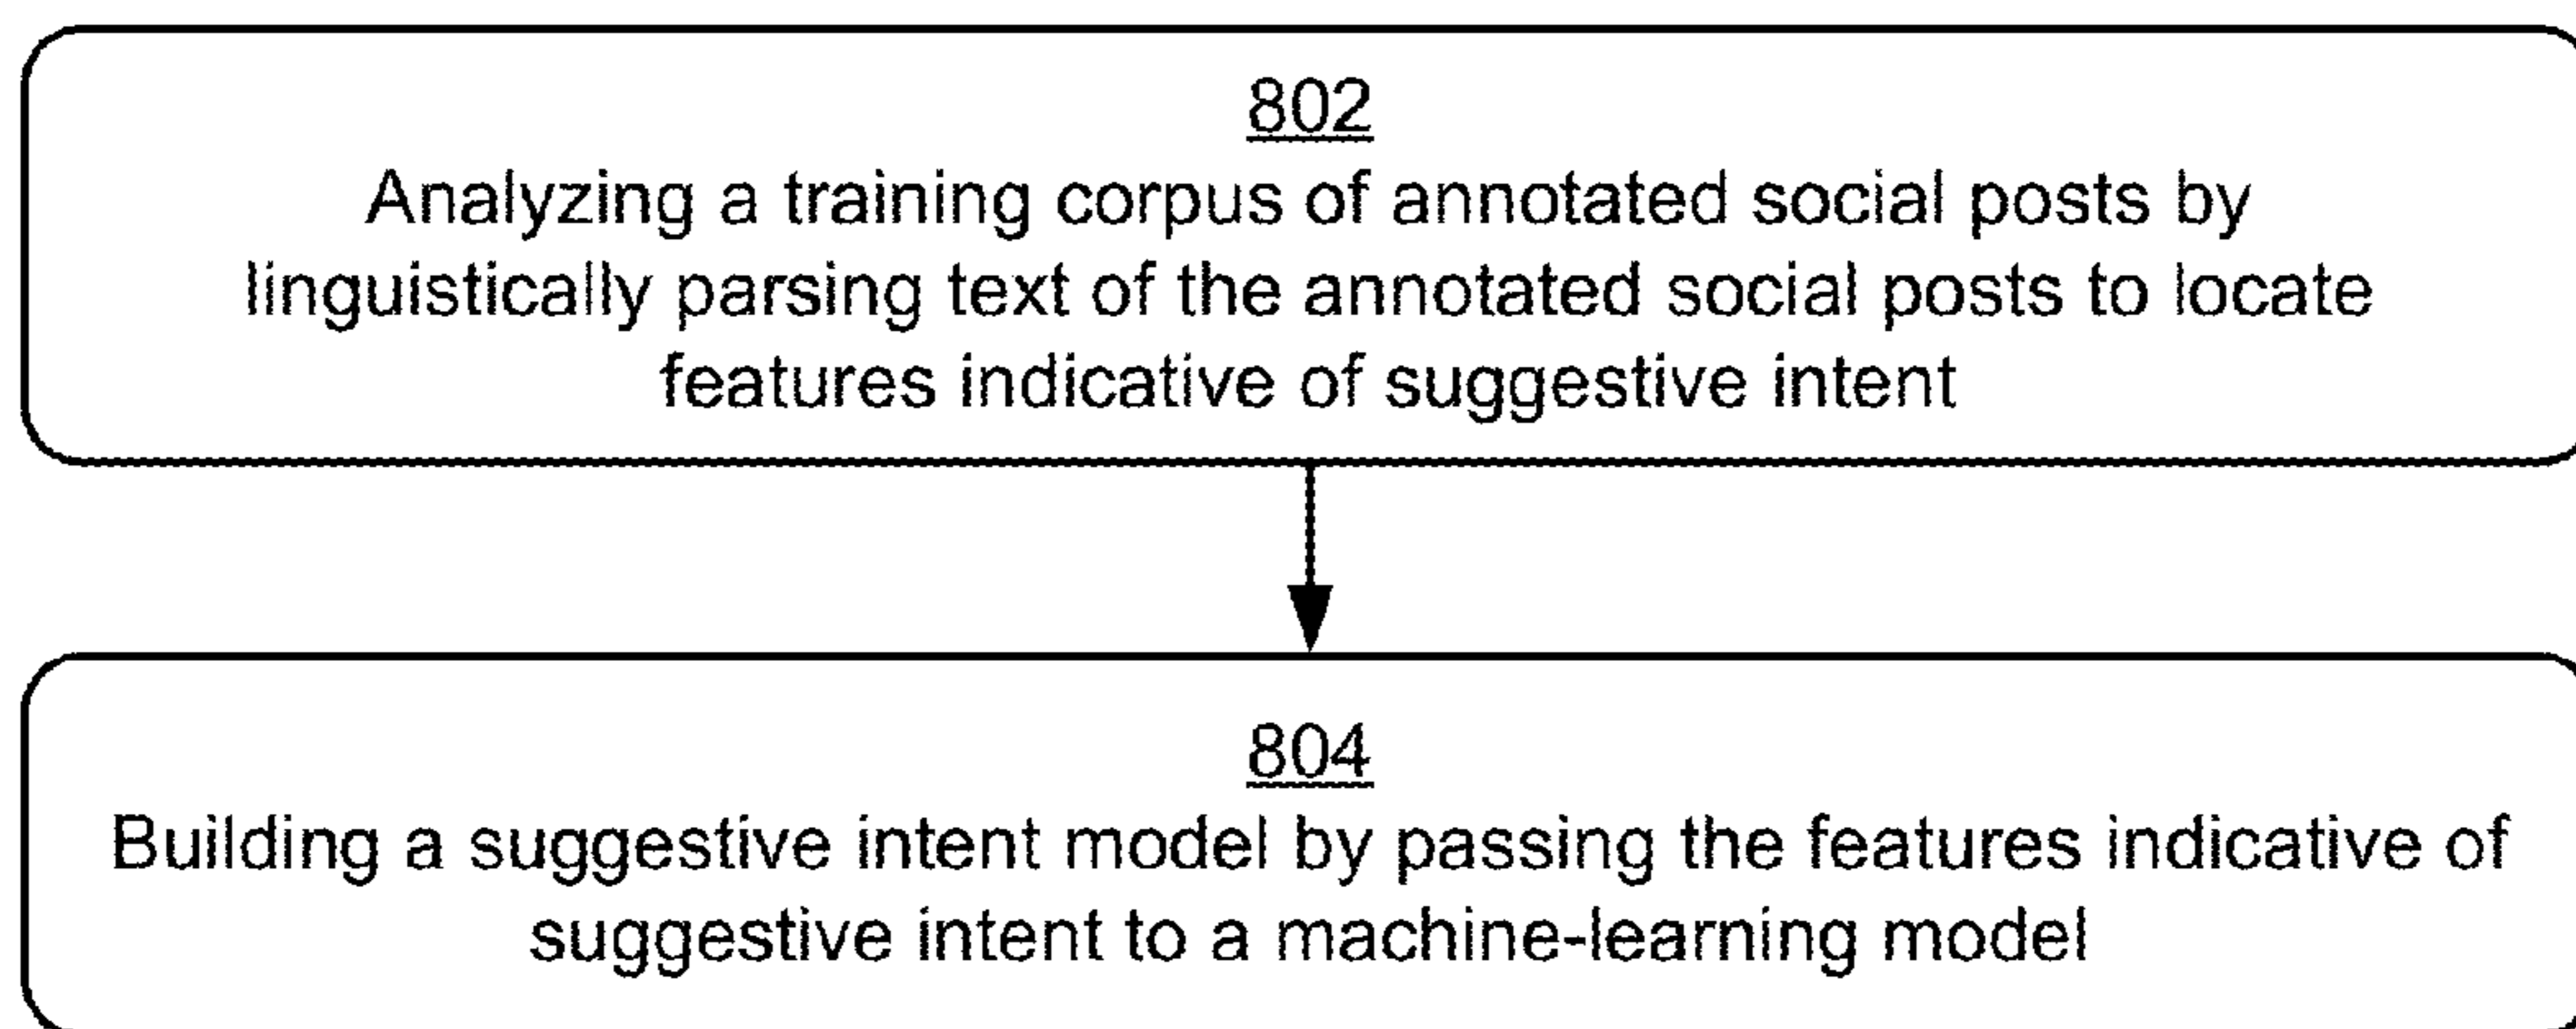 802
Analyzing a training corpus of annotated social posts by
linguistically parsing text of the annotated social posts to locate
features indicative of suggestive intent
804
Building a suggestive intent model by passing the features indicative of
suggestive intent to a machine-learning model